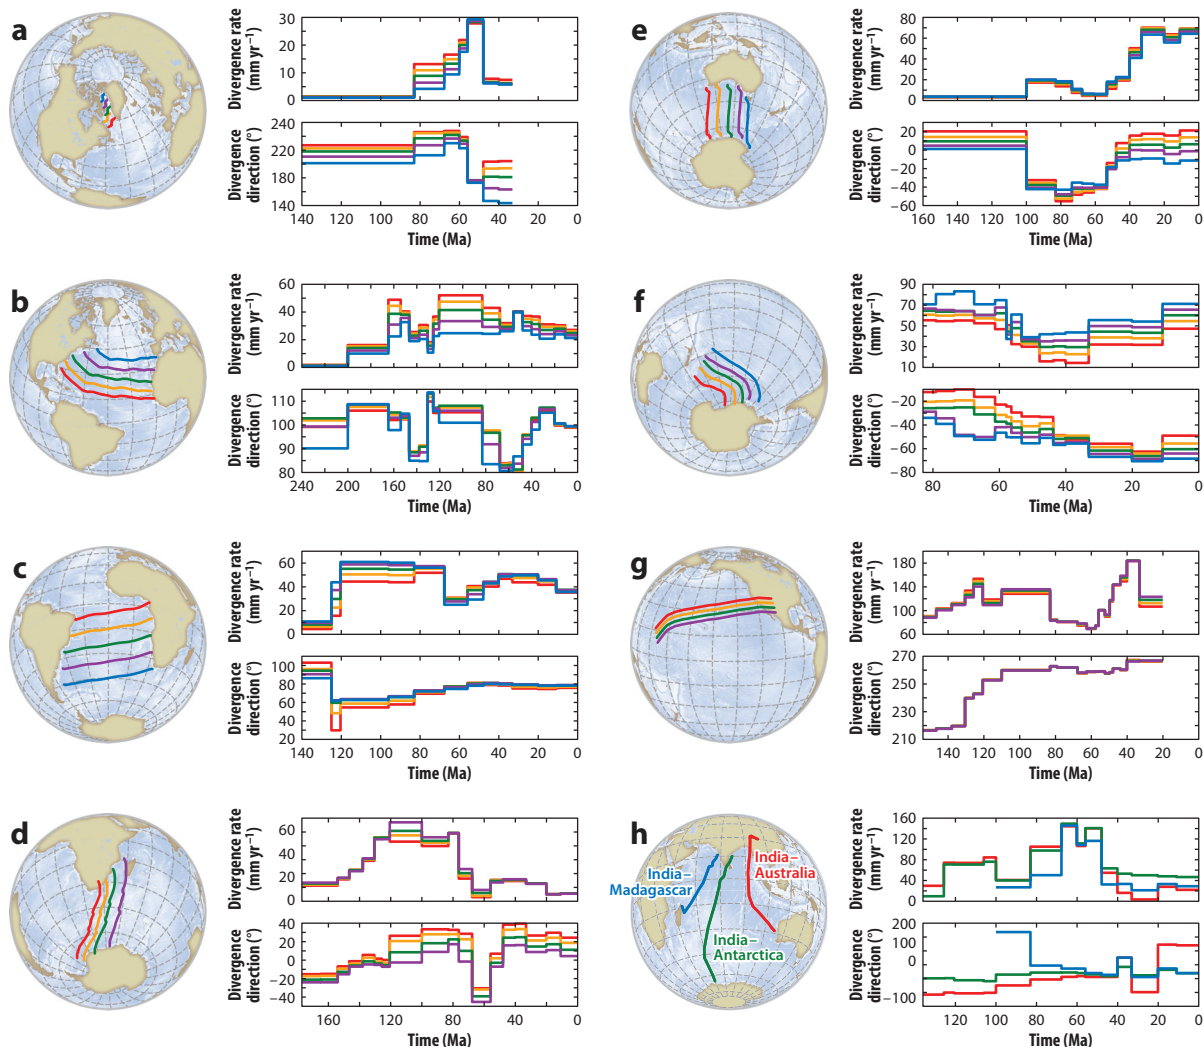 a
Divergence rate
(mm yr⁻¹)
30
20
10
0
Divergence
direction (°)
240
220
200
180
160
140
140 120 100 80 60 40 20 0
Time (Ma)
b
Divergence rate
(mm yr⁻¹)
60
40
20
0
Divergence
direction (°)
110
100
90
80
240 200 160 120 80 40 0
Time (Ma)
c
Divergence rate
(mm yr⁻¹)
60
40
20
0
Divergence
direction (°)
100
80
60
40
20
140 120 100 80 60 40 20 0
Time (Ma)
d
Divergence rate
(mm yr⁻¹)
60
40
20
0
Divergence
direction (°)
40
20
0
−20
−40
160 120 80 40 0
Time (Ma)
e
Divergence rate
(mm yr⁻¹)
80
60
40
20
0
Divergence
direction (°)
20
0
−20
−40
−60
160 140 120 100 80 60 40 20 0
Time (Ma)
f
Divergence rate
(mm yr⁻¹)
90
70
50
30
10
Divergence
direction (°)
−20
−40
−60
−80
80 60 40 20 0
Time (Ma)
g
Divergence rate
(mm yr⁻¹)
180
140
100
60
Divergence
direction (°)
270
250
230
210
140 120 100 80 60 40 20 0
Time (Ma)
h
India–
Madagascar
India–
Australia
India–
Antarctica
Divergence rate
(mm yr⁻¹)
160
120
80
40
0
Divergence
direction (°)
200
100
0
−100
120 100 80 60 40 20 0
Time (Ma)